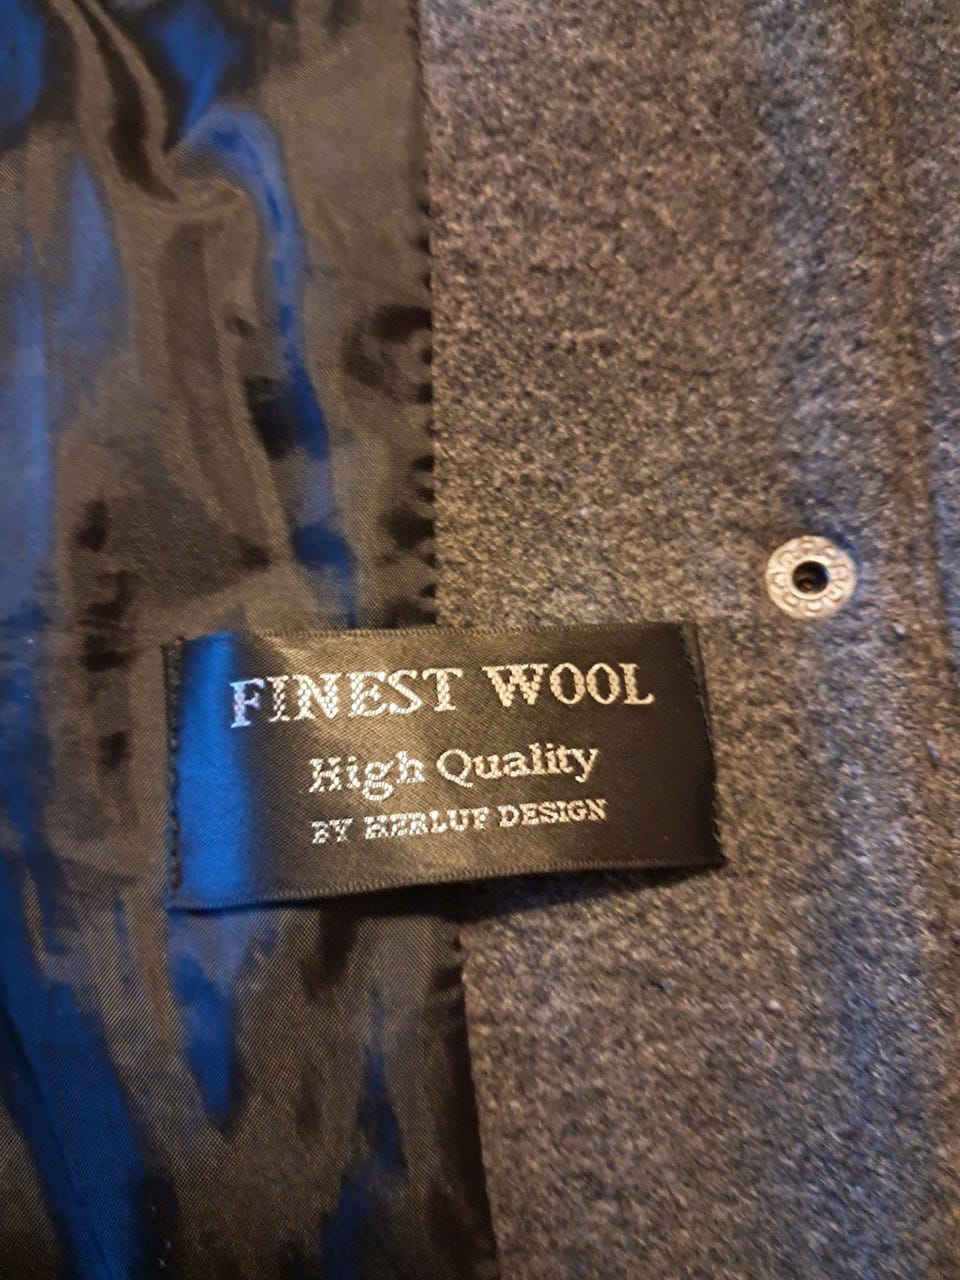 FINEST WOOL
High Quality
BY HERLUF DESIGN